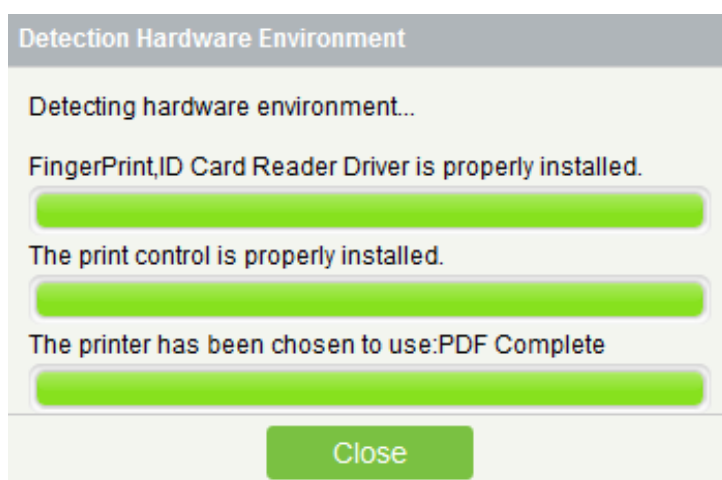 Detection Hardware Environment
Detecting hardware environment...
FingerPrint,ID Card Reader Driver is properly installed.
The print control is properly installed.
The printer has been chosen to use:PDF Complete
Close